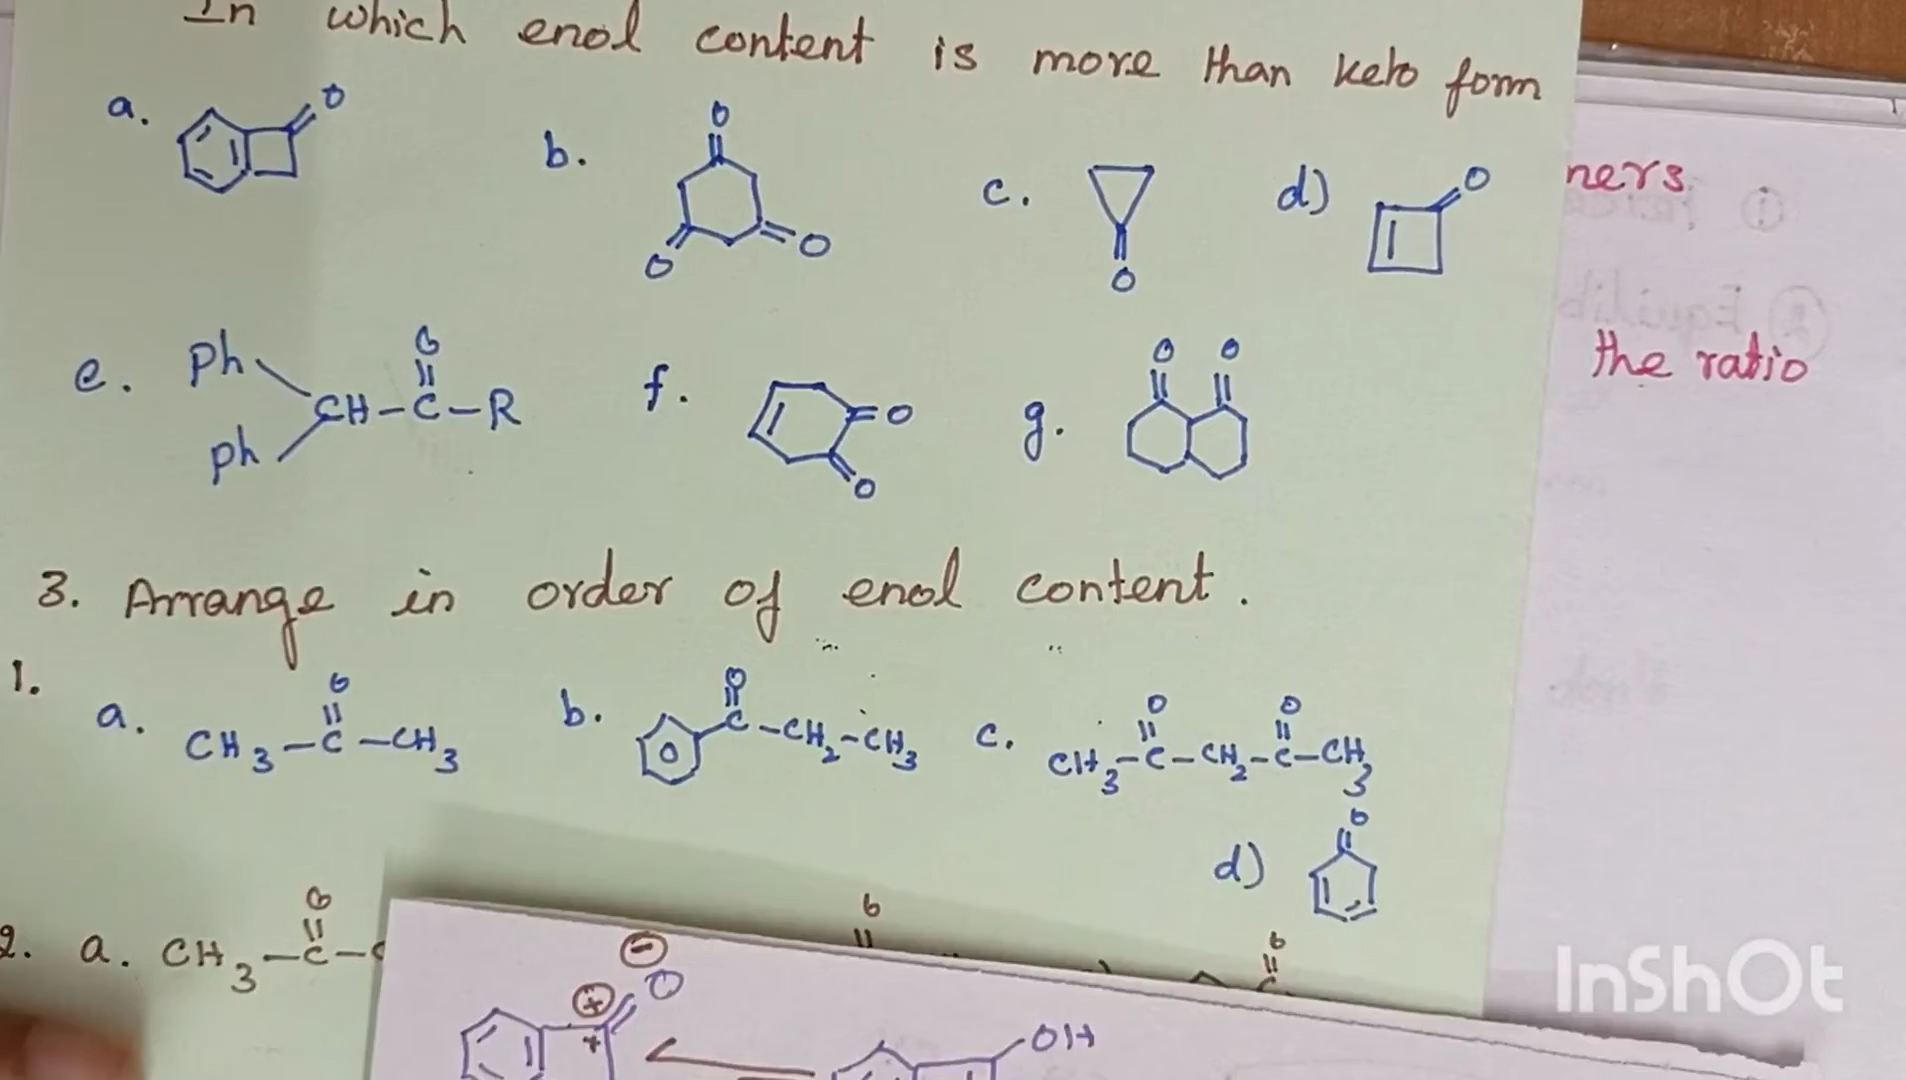 In which enol content is more than keto form
a. O
b. O O O
c. O
d) O
ners
the ratio
e. Ph Ph CH-C-R O
f. O O
g. O O
3. Arrange in order of enol content.
1. a. CH3-C-CH3 O
b. O C-CH2-CH3
c. CH3-C-CH2-C-CH3 O O
d) O
2. a. CH3-C- O
O
O
+ + - O
OH
InShOt